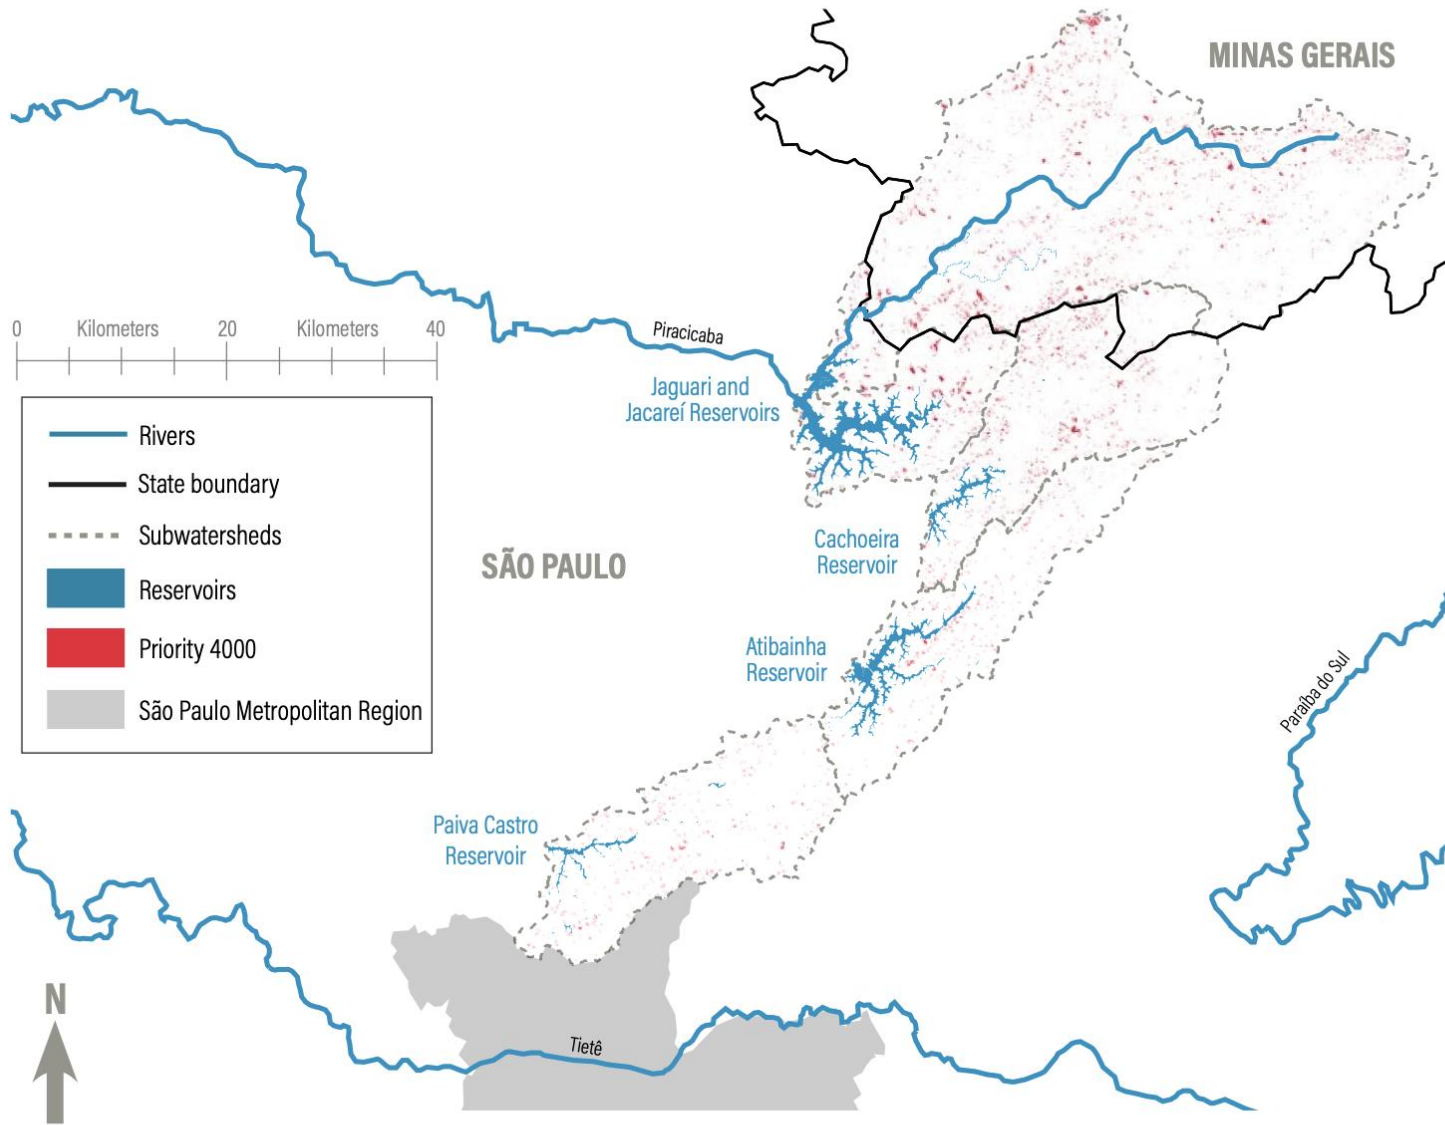 MINAS GERAIS
0 Kilometers 20 Kilometers 40
Piracicaba
Jaguari and
Jacareí Reservoirs
Rivers
State boundary
Subwatersheds
Reservoirs
Priority 4000
São Paulo Metropolitan Region
SÃO PAULO
Cachoeira
Reservoir
Atibainha
Reservoir
Paraíba do Sul
Paiva Castro
Reservoir
N
Tietê